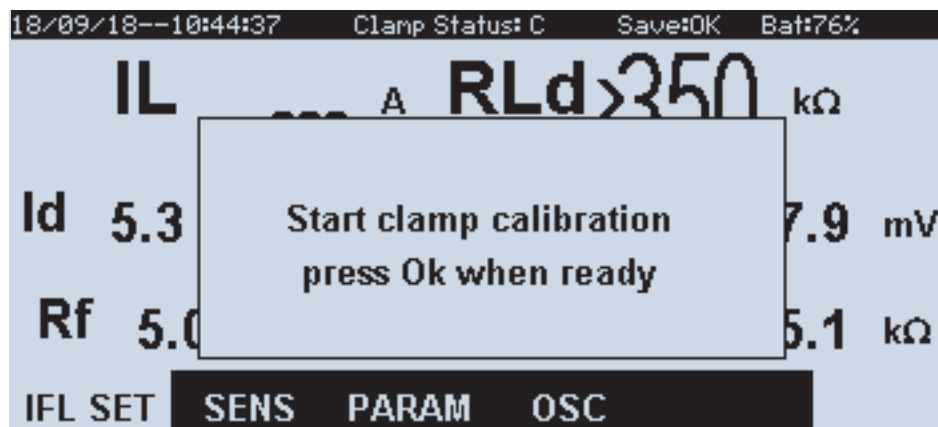 18/09/18--10:44:37 Clamp Status: C Save:OK Bat:76%
IL A RLd >350 kΩ
Start clamp calibration
press Ok when ready
Id 5.3 7.9 mV
Rf 5.0 5.1 kΩ
IFL SET SENS PARAM OSC